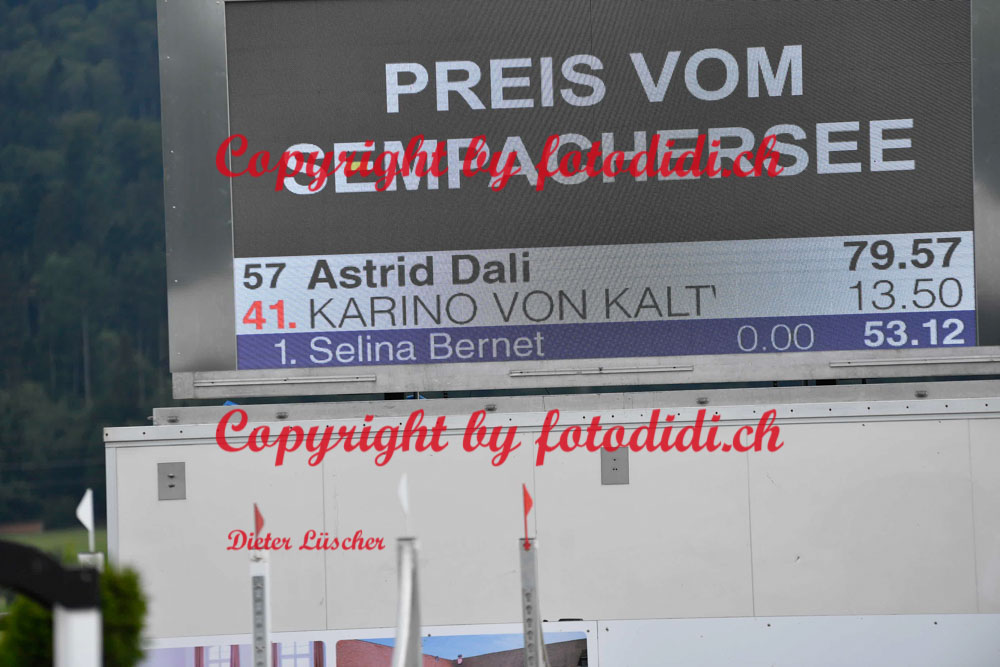 PREIS VOM
SEMPACHERSEE
Copyright by fotodidi.ch
57 Astrid Dali 79.57
41. KARINO VON KALT 13.50
1. Selina Bernet 0.00 53.12
Copyright by fotodidi.ch
Dieter Lüscher